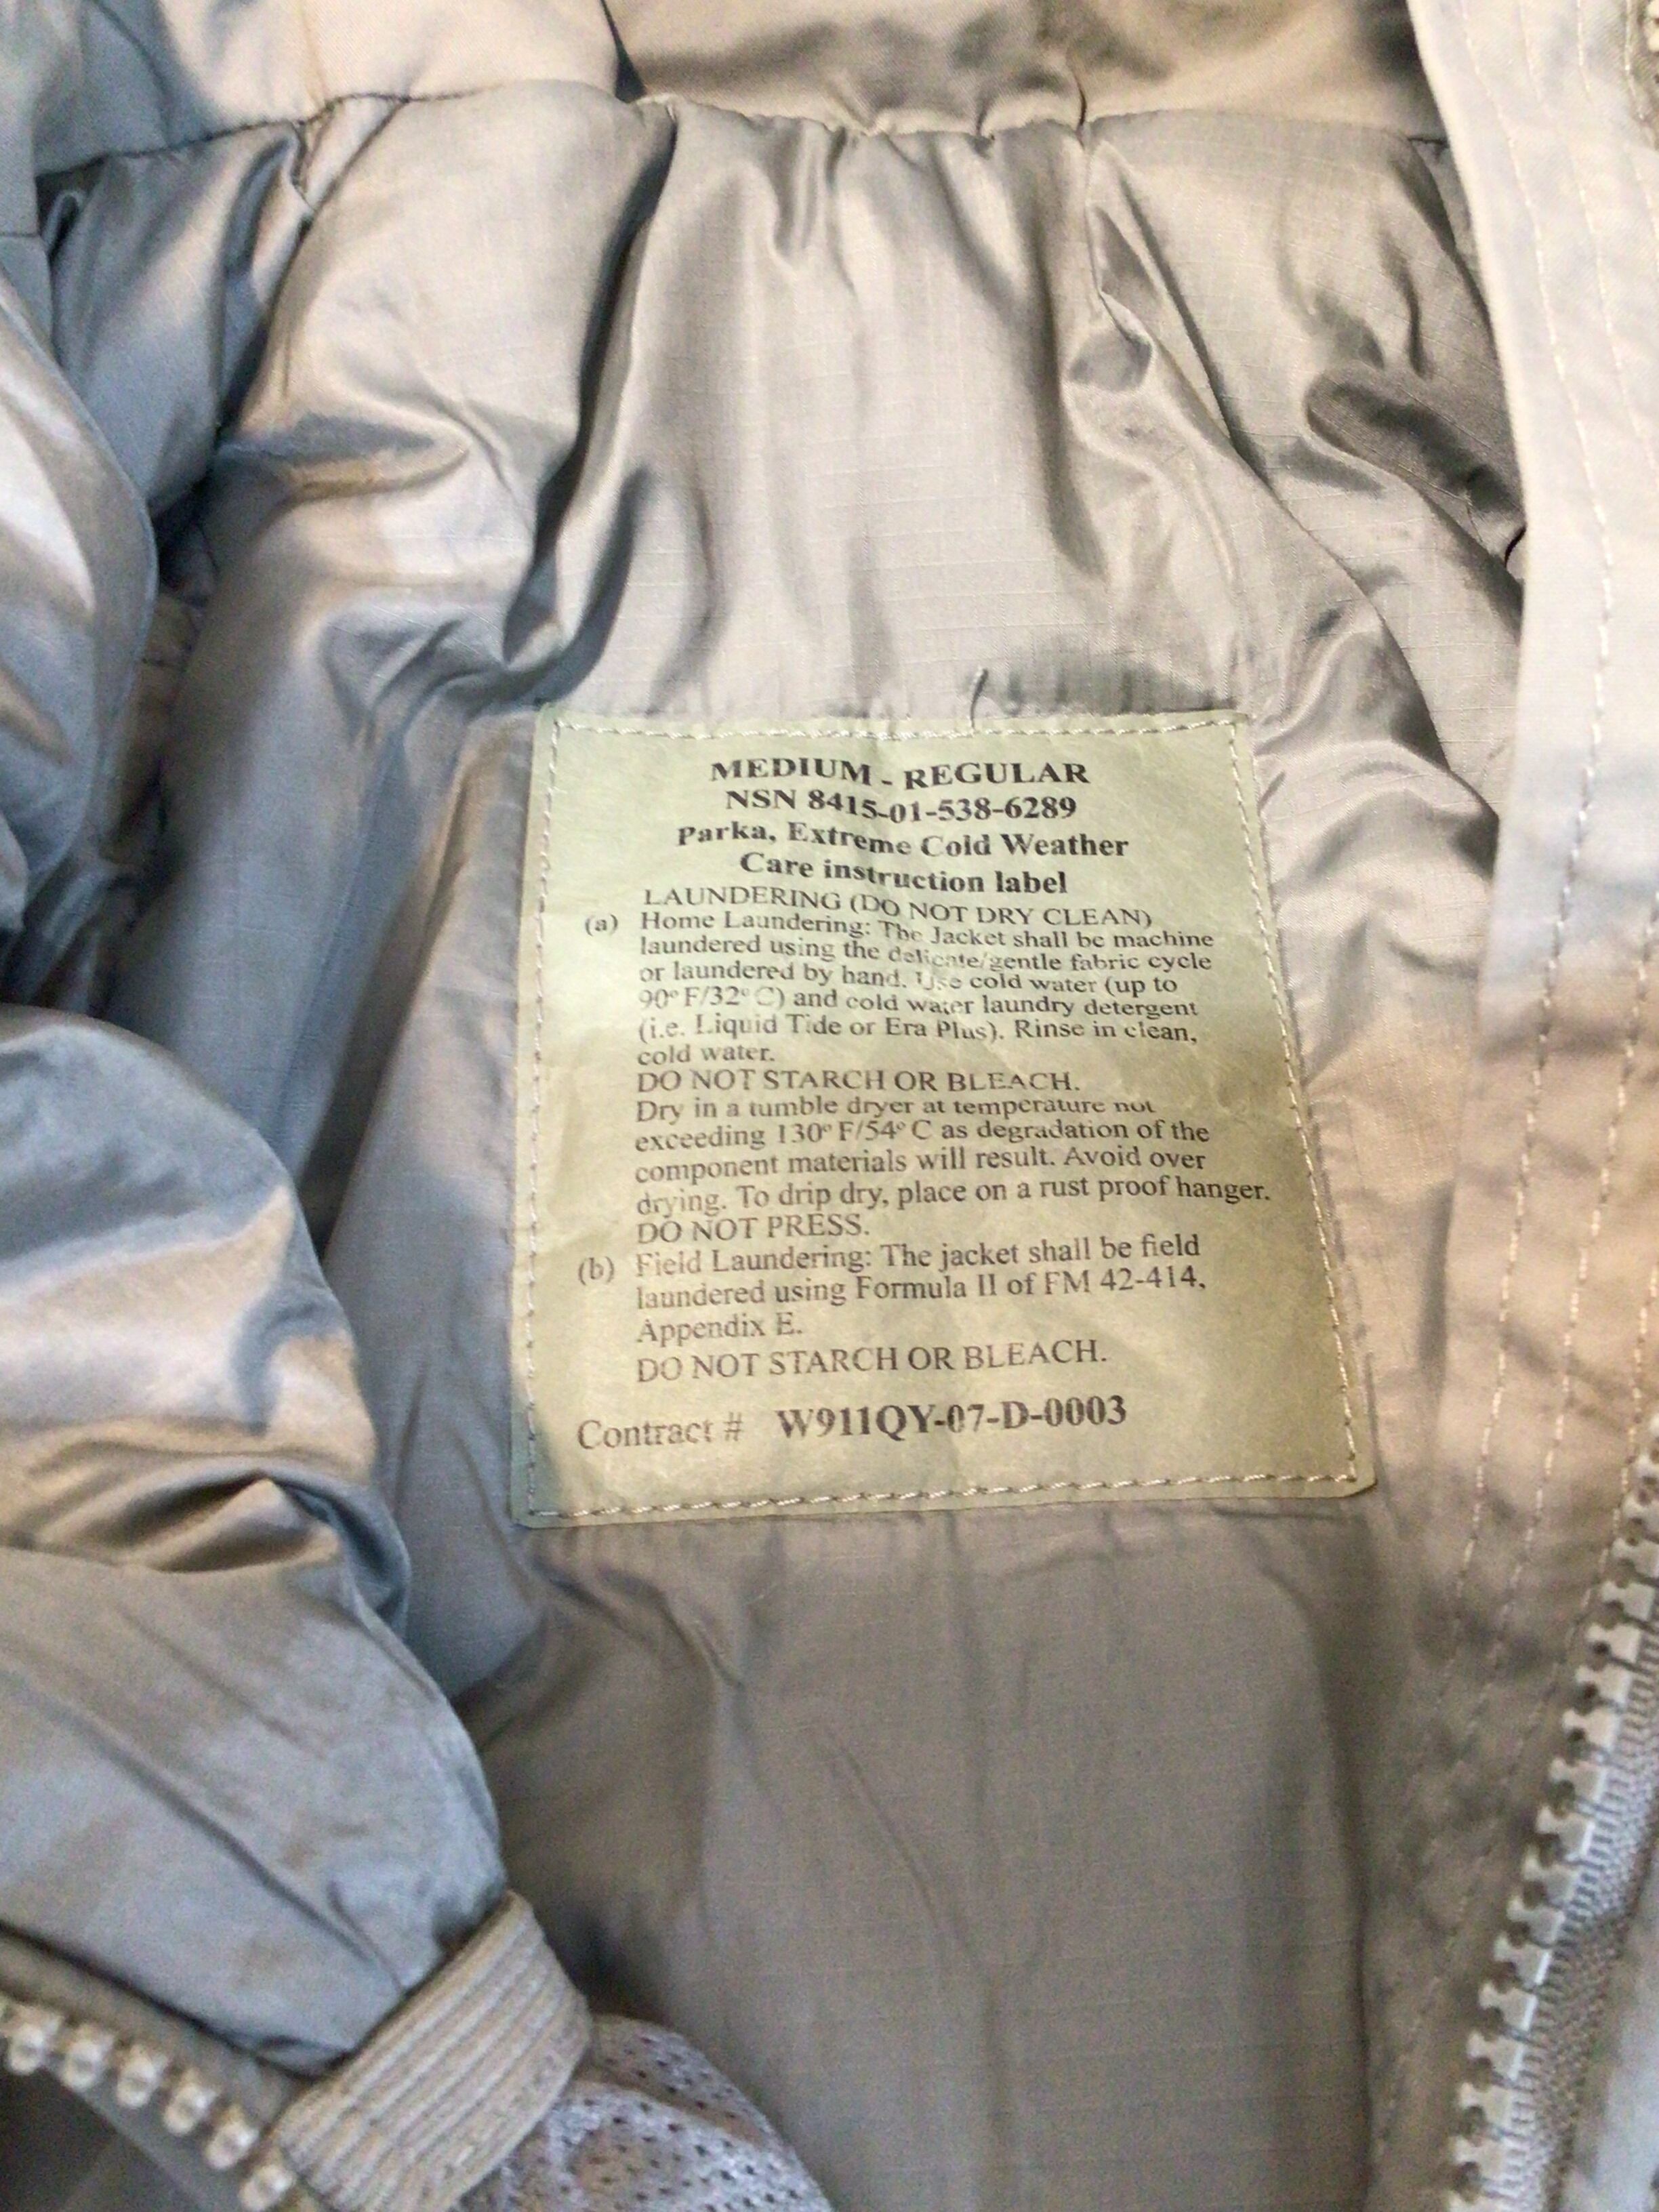 MEDIUM - REGULAR
NSN 8415-01-538-6289
Parka, Extreme Cold Weather
Care instruction label
LAUNDERING (DO NOT DRY CLEAN)
(a) Home Laundering: The Jacket shall be machine
laundered using the delicate/gentle fabric cycle
or laundered by hand. Use cold water (up to
90° F/32° C) and cold water laundry detergent
(i.e. Liquid Tide or Era Plus). Rinse in clean,
cold water.
DO NOT STARCH OR BLEACH.
Dry in a tumble dryer at temperature not
exceeding 130° F/54° C as degradation of the
component materials will result. Avoid over
drying. To drip dry, place on a rust proof hanger.
DO NOT PRESS.
(b) Field Laundering: The jacket shall be field
laundered using Formula II of FM 42-414,
Appendix E.
DO NOT STARCH OR BLEACH.
Contract # W911QY-07-D-0003